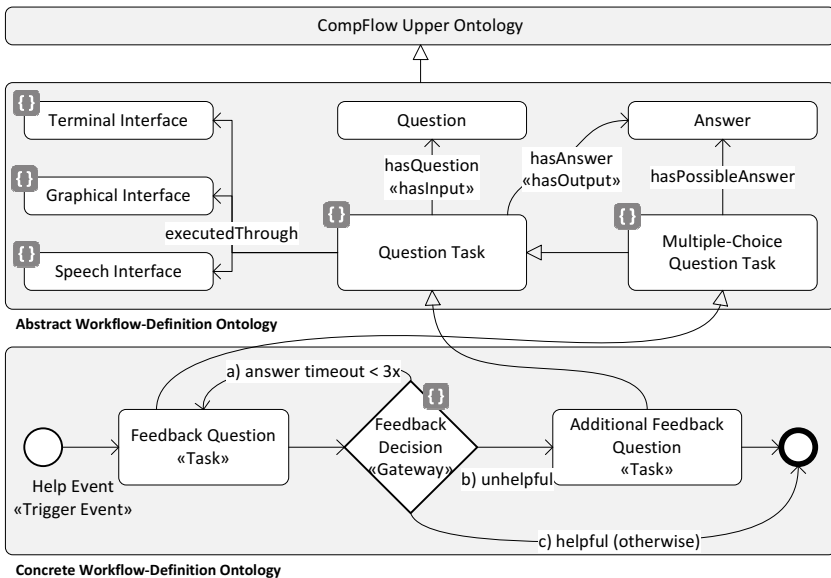 CompFlow Upper Ontology
{ }
Terminal Interface
Question
Answer
hasQuestion
«hasInput»
hasAnswer
«hasOutput»
hasPossibleAnswer
{ }
Graphical Interface
executedThrough
{ }
Speech Interface
{ }
Question Task
{ }
Multiple-Choice
Question Task
Abstract Workflow-Definition Ontology
a) answer timeout < 3x
{ }
Feedback Question
«Task»
Feedback
Decision
«Gateway»
Additional Feedback
Question
«Task»
b) unhelpful
Help Event
«Trigger Event»
c) helpful (otherwise)
Concrete Workflow-Definition Ontology